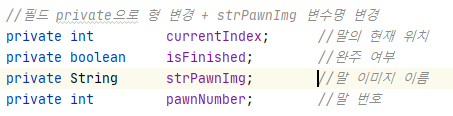 //필드 private으로 형 변경 + strPawnImg 변수명 변경
private int currentIndex; //말의 현재 위치
private boolean isFinished; //완주 여부
private String strPawnImg; //말 이미지 이름
private int pawnNumber; //말 번호